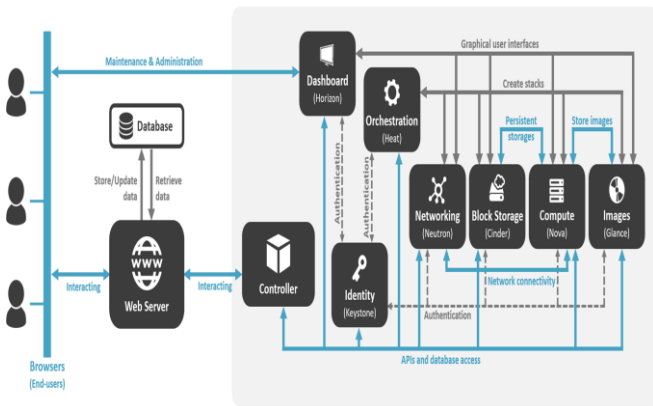 Graphical user interfaces
Maintenance & Administration
Dashboard
(Horizon)
Create stacks
Orchestration
(Heat)
Persistent
storages
Store images
Database
Authentication
Authentication
Store/Update
data
Retrieve
data
Networking
(Neutron)
Block Storage
(Cinder)
Compute
(Nova)
Images
(Glance)
WWW
Web Server
Interacting
Interacting
Controller
Identity
(Keystone)
Network connectivity
Authentication
APIs and database access
Browsers
(End-users)